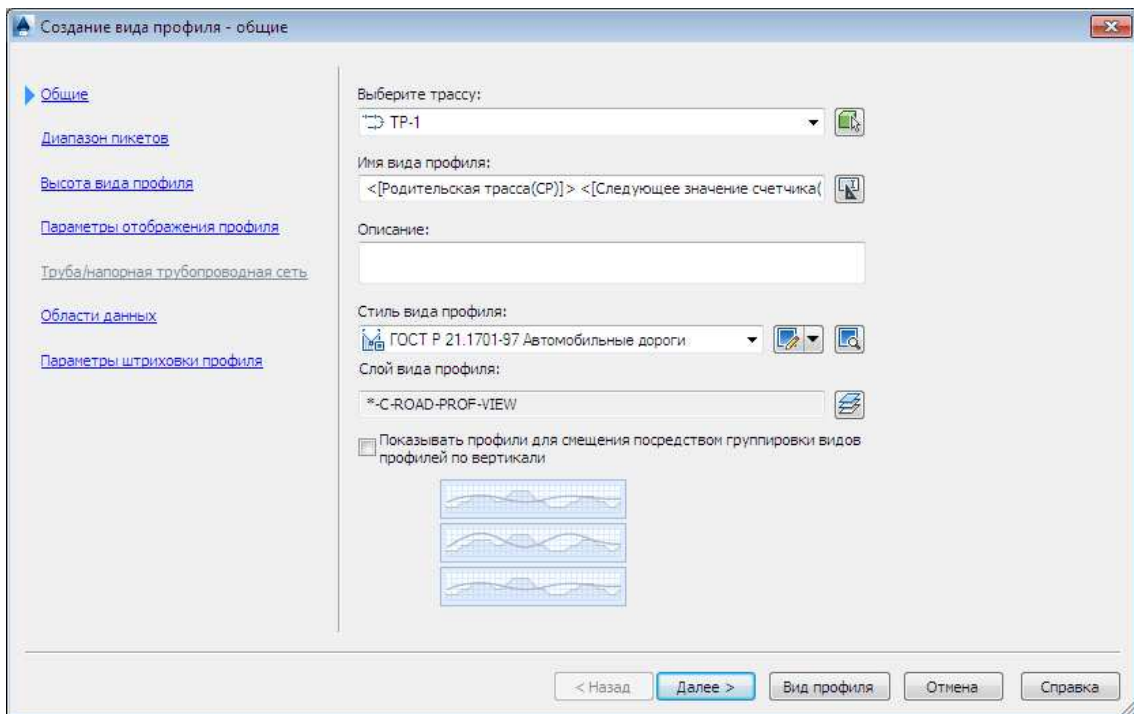 Создание вида профиля - общие
Общие
Диапазон пикетов
Высота вида профиля
Параметры отображения профиля
Труба/напорная трубопроводная сеть
Области данных
Параметры штриховки профиля
Выберите трассу:
ТР-1
Имя вида профиля:
<[Родительская трасса(CP)]> <[Следующее значение счетчика(
Описание:
Стиль вида профиля:
ГОСТ Р 21.1701-97 Автомобильные дороги
Слой вида профиля:
*-C-ROAD-PROF-VIEW
Показывать профили для смещения посредством группировки видов
профилей по вертикали
< Назад
Далее >
Вид профиля
Отмена
Справка